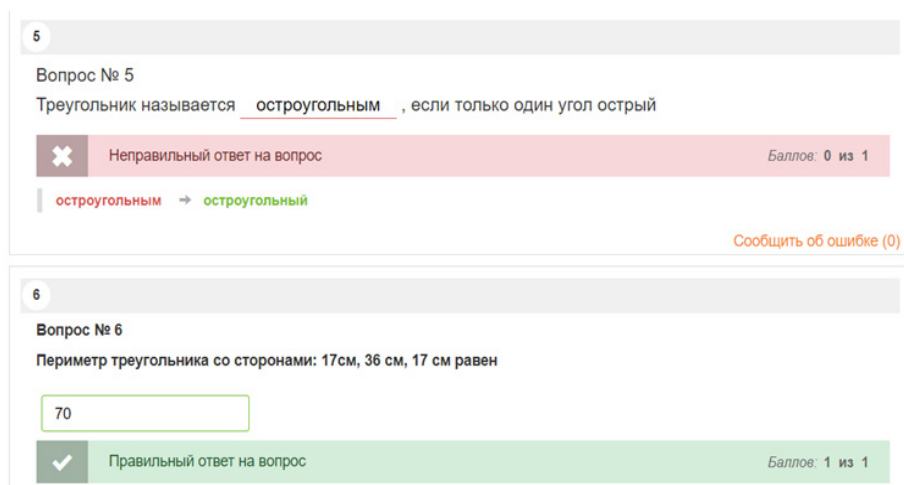 5
Вопрос № 5
Треугольник называется остроугольным , если только один угол острый
Неправильный ответ на вопрос Баллов: 0 из 1
остроугольным → остроугольный
Сообщить об ошибке (0)
6
Вопрос № 6
Периметр треугольника со сторонами: 17см, 36 см, 17 см равен
70
Правильный ответ на вопрос Баллов: 1 из 1